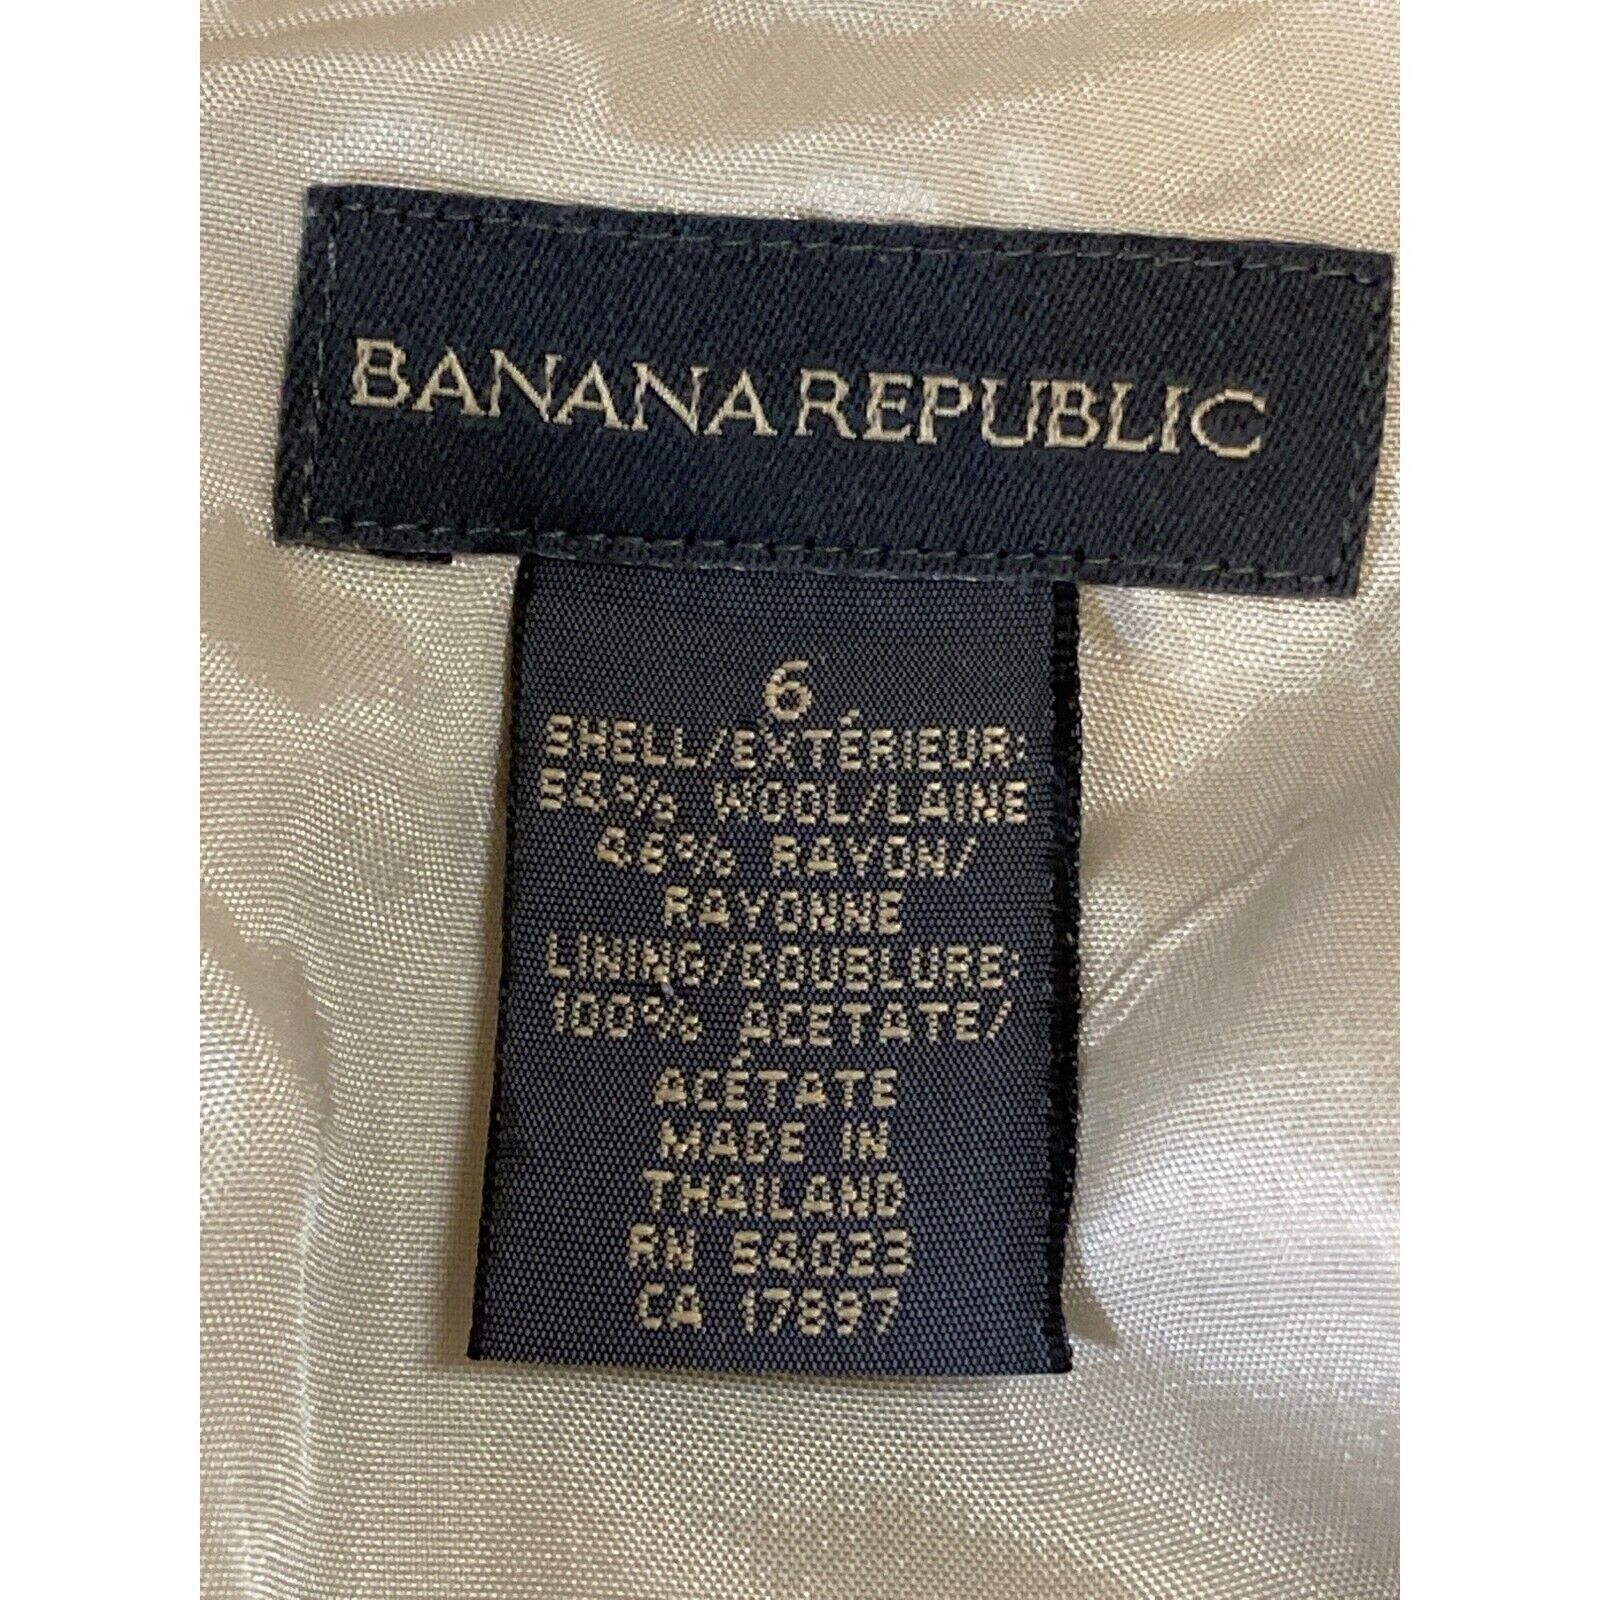 BANANA REPUBLIC
6
SHELL/EXTÉRIEUR:
54% WOOL/LAINE
46% RAYON/
RAYONNE
LINING/DOUBLURE:
100% ACETATE/
ACÉTATE
MADE IN
THAILAND
RN 54023
CA 17897